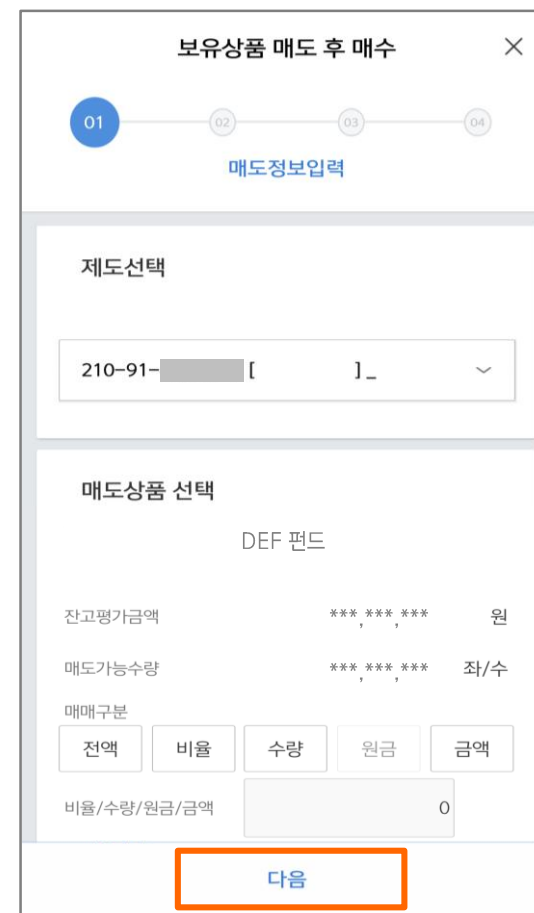 보유상품 매도 후 매수
01 02 03 04
매도정보입력
제도선택
210-91- [ ] _
매도상품 선택
DEF 펀드
잔고평가금액 ***,***,*** 원
매도가능수량 ***,***,*** 좌/수
매매구분
전액 비율 수량 원금 금액
비율/수량/원금/금액 0
다음